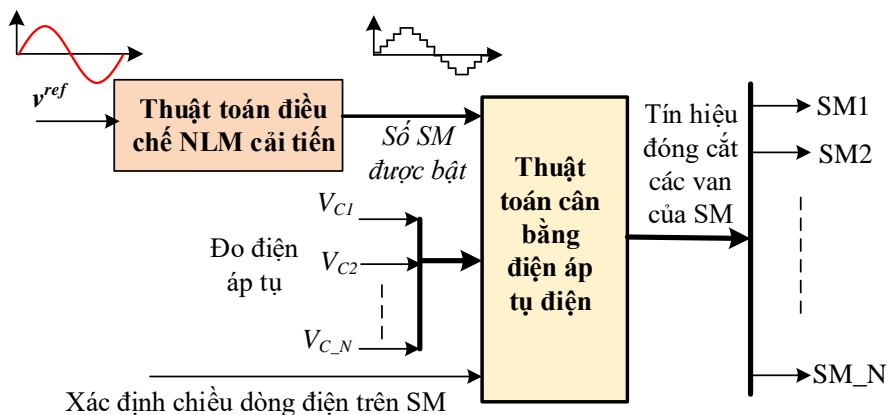 v^ref
Thuật toán điều
chế NLM cải tiến
Số SM
được bật
V_C1
V_C2
V_C_N
Đo điện
áp tụ
Xác định chiều dòng điện trên SM
Thuật
toán cân
bằng
điện áp
tụ điện
Tín hiệu
đóng cắt
các van
của SM
SM1
SM2
SM_N